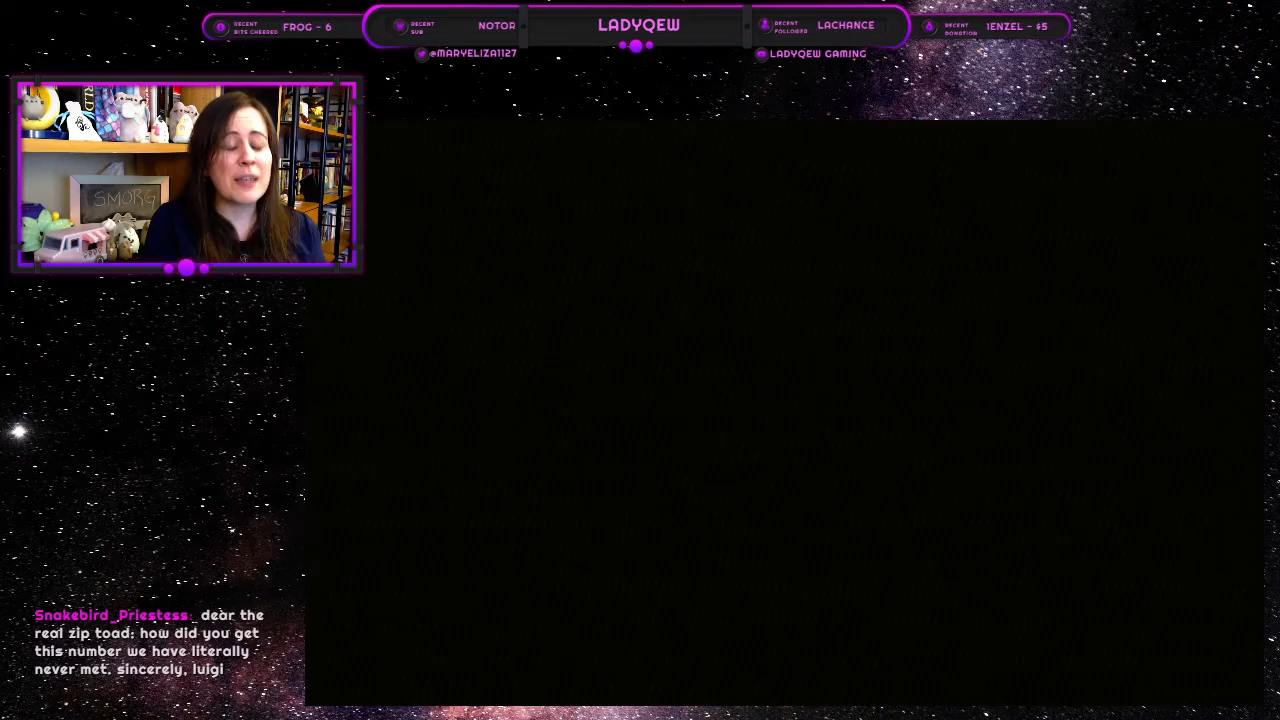 RECENT
BITS CHEERED
FROG - 6
RECENT
SUB
NOTOR
LADYQEW
RECENT
FOLLOWER
LACHANCE
RECENT
DONATION
IENZEL - $5
@MARYELIZA1127
LADYQEW GAMING
SMORG
Snakebird_Priestess: dear the
real zip toad: how did you get
this number we have literally
never met. sincerely, luigi